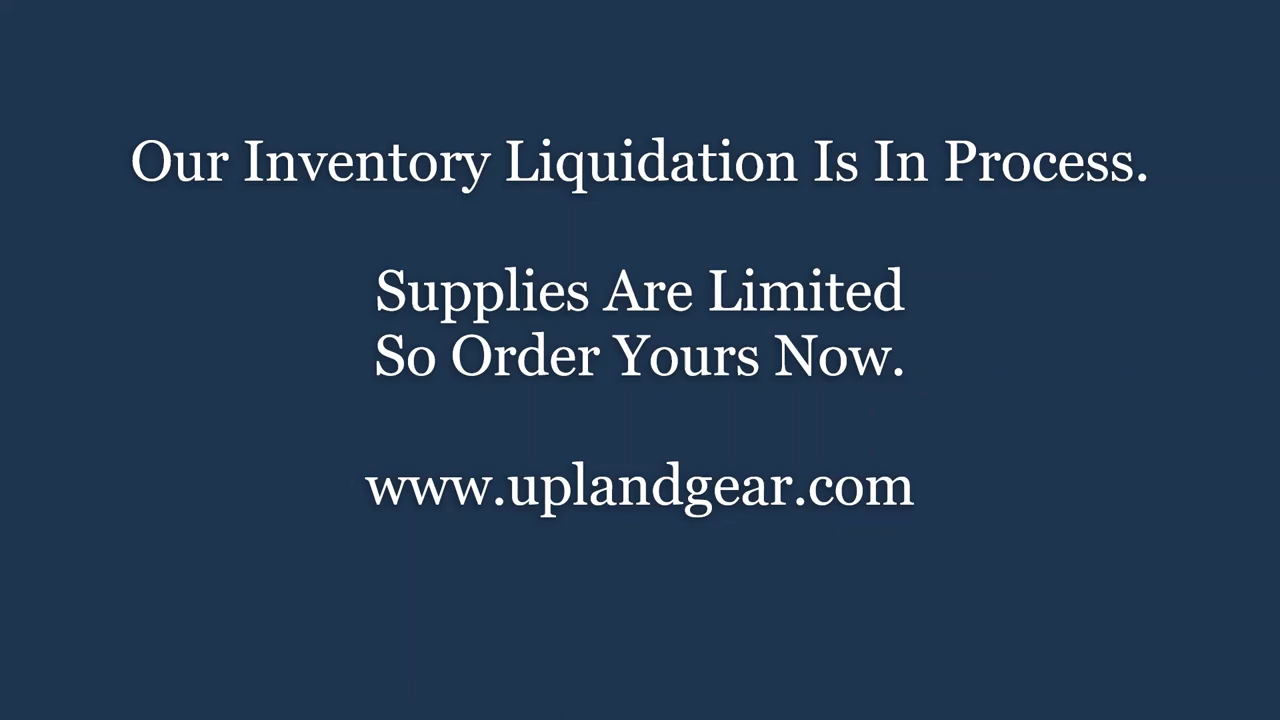 Our Inventory Liquidation Is In Process.
Supplies Are Limited
So Order Yours Now.
www.uplandgear.com